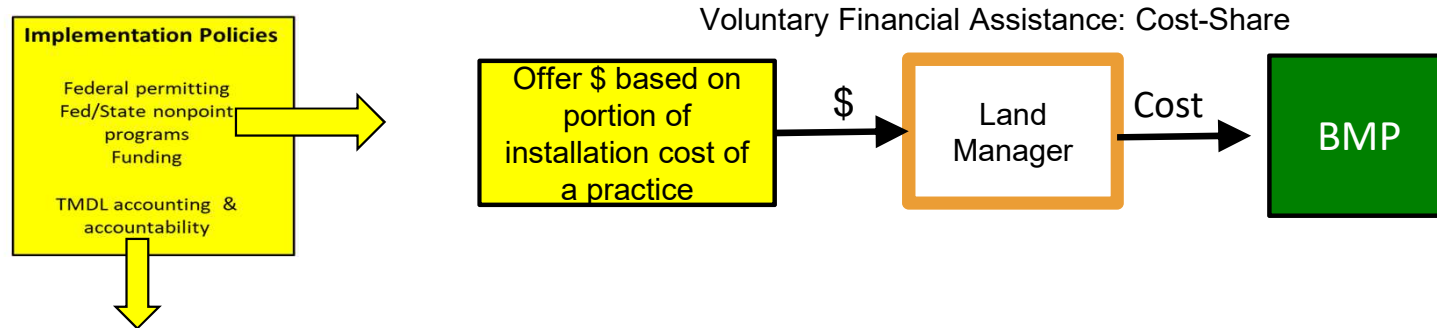 Voluntary Financial Assistance: Cost-Share
Implementation Policies
Federal permitting
Fed/State nonpoint
programs
Funding
TMDL accounting &
accountability
Offer $ based on
portion of
installation cost of
a practice
$
Land
Manager
Cost
BMP